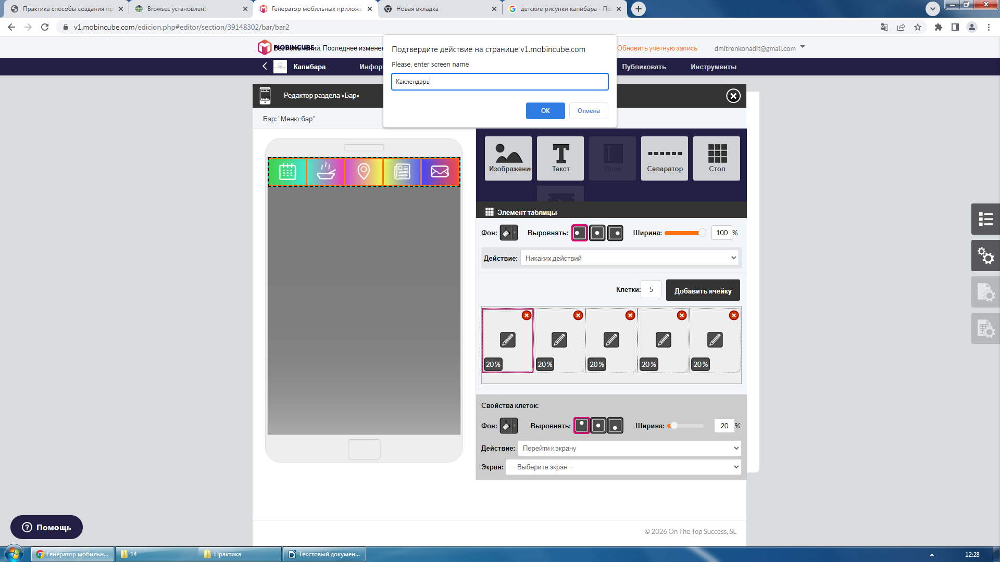 Практика способы создания пр
Browsec установлен!
Генератор мобильных приложе
Новая вкладка
детские рисунки капибара - По
v1.mobincube.com/edicion.php#editor/section/39148302/bar/bar2
MOBINCUBE
Без изменений. Последнее изменен
Обновить учетную запись
dmitrenkonadit@gmail.com
Капибара
Инфор
Публиковать
Инструменты
Подтвердите действие на странице v1.mobincube.com
Please, enter screen name
Каклендарь
OK
Отмена
Редактор раздела «Бар»
Бар: "Меню-бар"
Изображени
Текст
Поле
Сепаратор
Стол
Элемент таблицы
Фон:
Выровнять:
Ширина:
100
%
Действие:
Никаких действий
Клетки:
5
Добавить ячейку
20 %
20 %
20 %
20 %
20 %
Свойства клеток:
Фон:
Выровнять:
Ширина:
20
%
Действие:
Перейти к экрану
Экран:
-- Выберите экран --
Помощь
© 2026 On The Top Success, SL
Генератор мобильн...
14
Практика
Текстовый докумен...
12:28